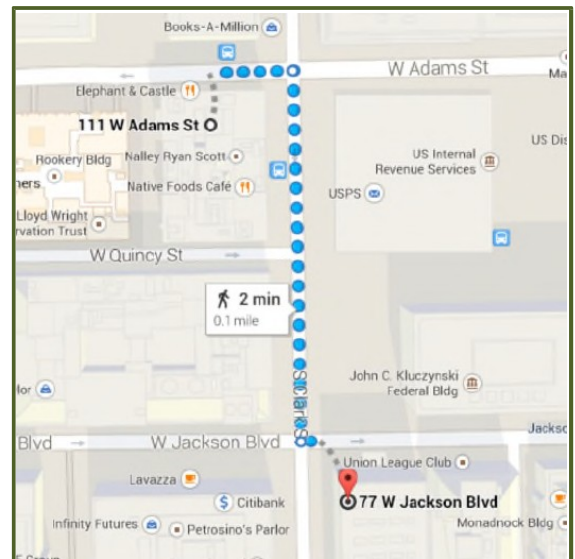 Books-A-Million
W Adams St
Ma
Elephant & Castle
111 W Adams St
US Dis
Rookery Bldg
Nalley Ryan Scott
US Internal
Revenue Services
ners
Native Foods Café
USPS
Lloyd Wright
rvation Trust
W Quincy St
2 min
0.1 mile
John C. Kluczynski
Federal Bldg
lor
S Clark St
Jackso
Blvd
W Jackson Blvd
Union League Club
Lavazza
$ Citibank
77 W Jackson Blvd
Infinity Futures
Petrosino's Parlor
Monadnock Bldg